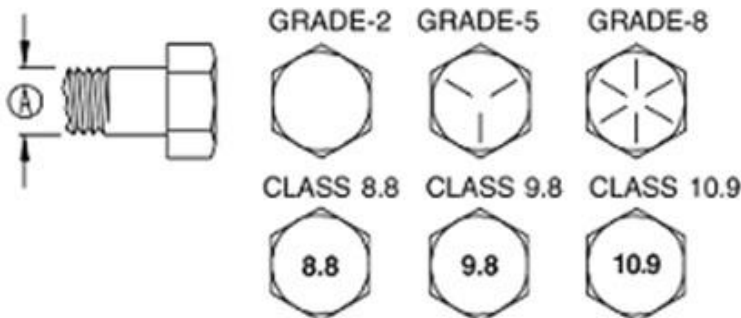 GRADE-2 GRADE-5 GRADE-8
A
CLASS 8.8 CLASS 9.8 CLASS 10.9
8.8 9.8 10.9